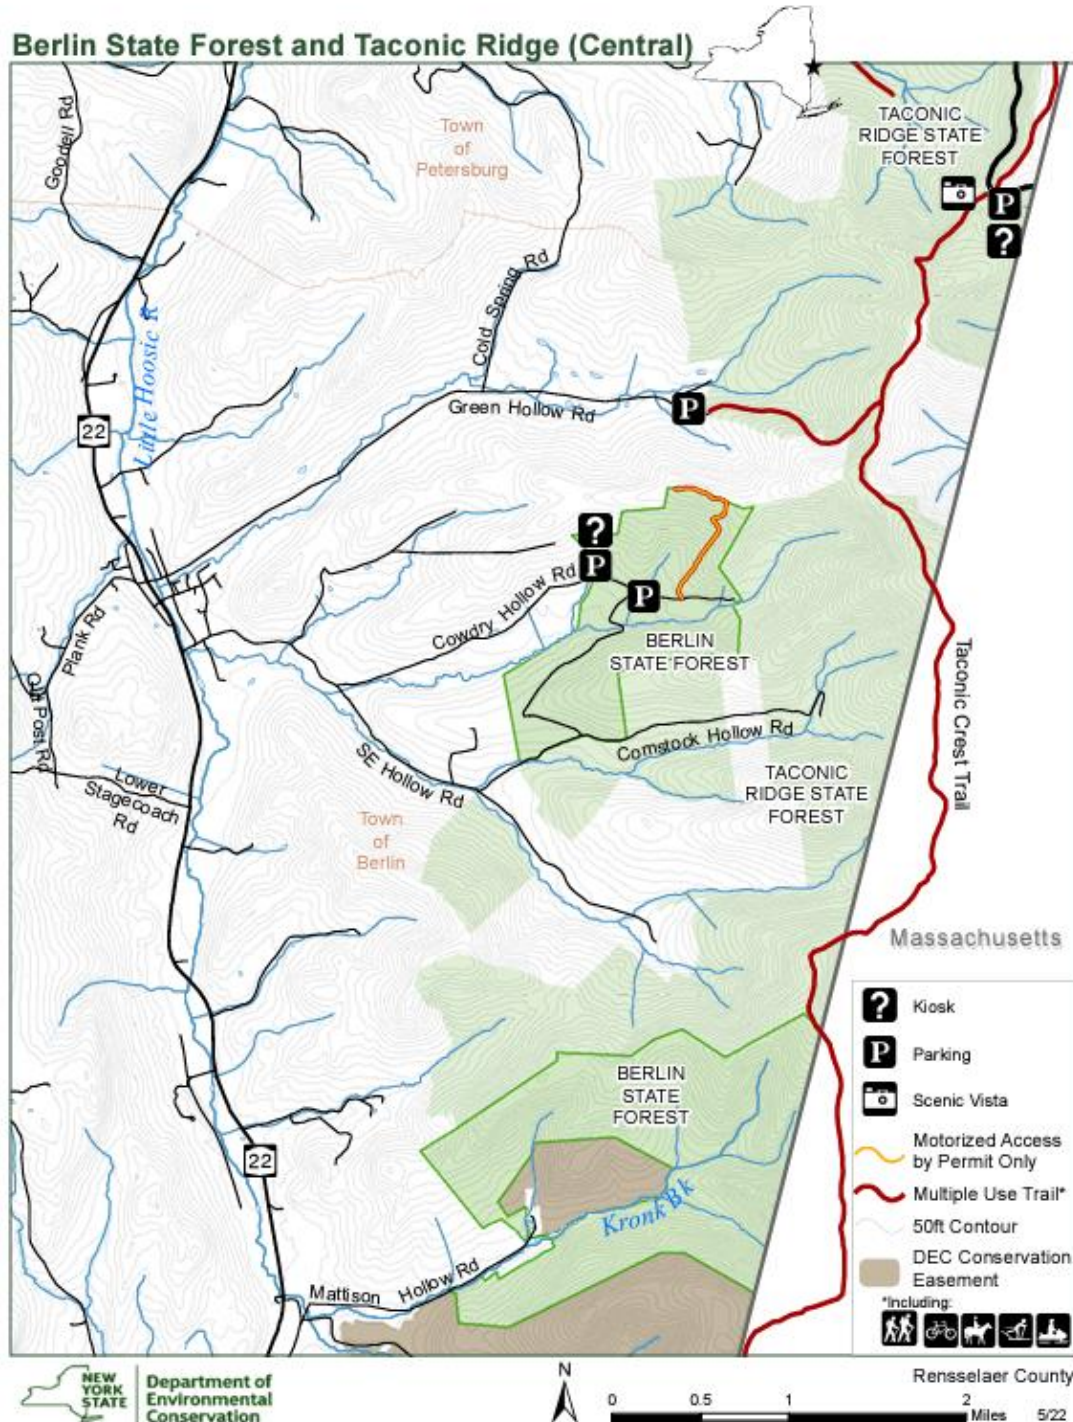 Berlin State Forest and Taconic Ridge (Central)
Goodell Rd
Town
of
Petersburg
TACONIC
RIDGE STATE
FOREST
P
?
Cold Spring Rd
Little Hoosic R
22
Green Hollow Rd
P
?
P
P
Cowdry Hollow Rd
Plank Rd
BERLIN
STATE FOREST
Taconic Crest Trail
Post Rd
SE Hollow Rd
Comstock Hollow Rd
Lower
Stagecoach
Rd
TACONIC
RIDGE STATE
FOREST
Town
of
Berlin
Massachusetts
BERLIN
STATE
FOREST
22
Kronk Bk
Mattison Hollow Rd
? Kiosk
P Parking
Scenic Vista
Motorized Access
by Permit Only
Multiple Use Trail*
50ft Contour
DEC Conservation
Easement
*Including:
NEW
YORK
STATE
Department of
Environmental
Conservation
N
0 0.5 1 2
Miles
Rensselaer County
5/22